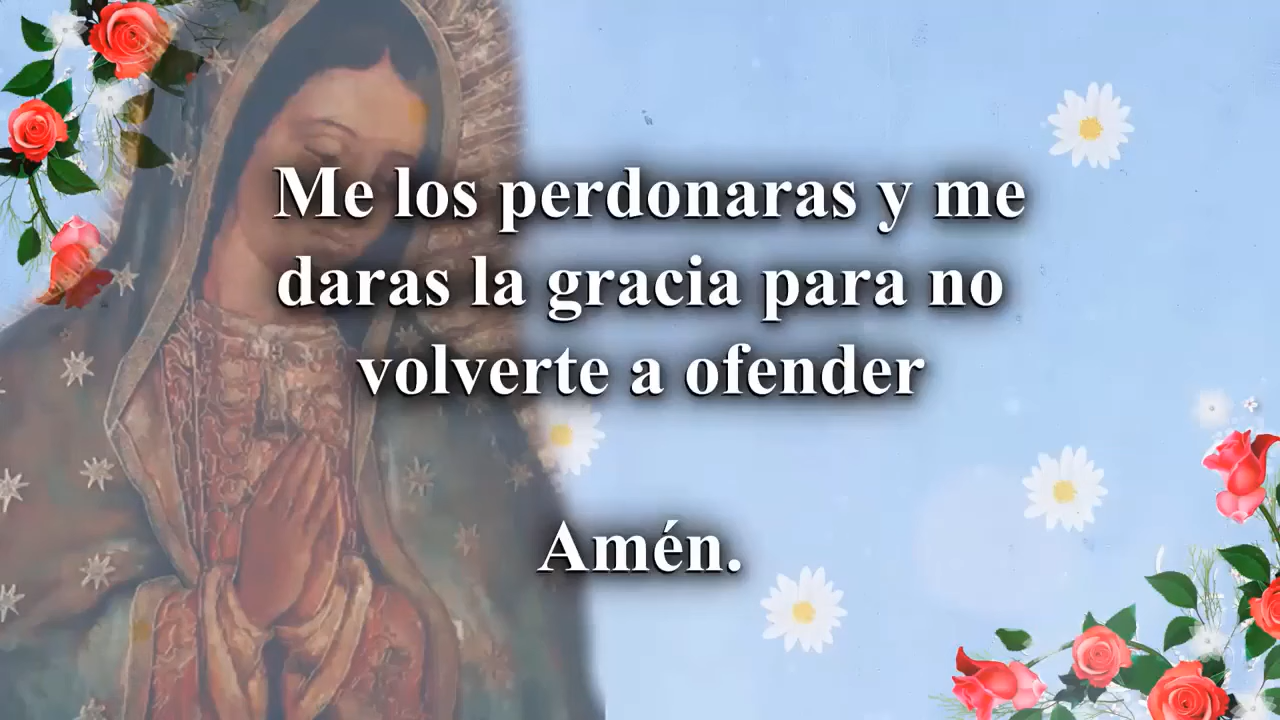 Me los perdonaras y me
daras la gracia para no
volverte a ofender
Amén.